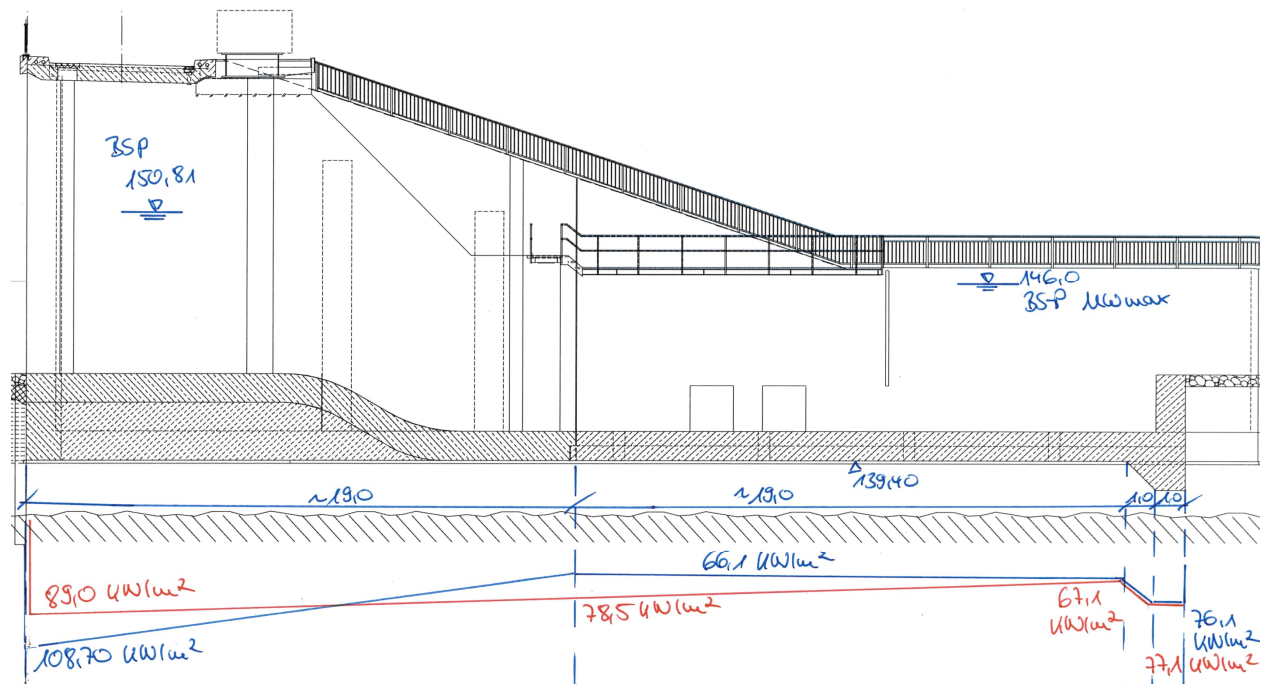 BSP
150,81
146,0
BSP UWmax
139,40
~19,0
~19,0
1,0
1,0
66,1 kN/m²
89,0 kN/m²
78,5 kN/m²
67,1
kN/m²
76,1
kN/m²
108,70 kN/m²
77,1 kN/m²